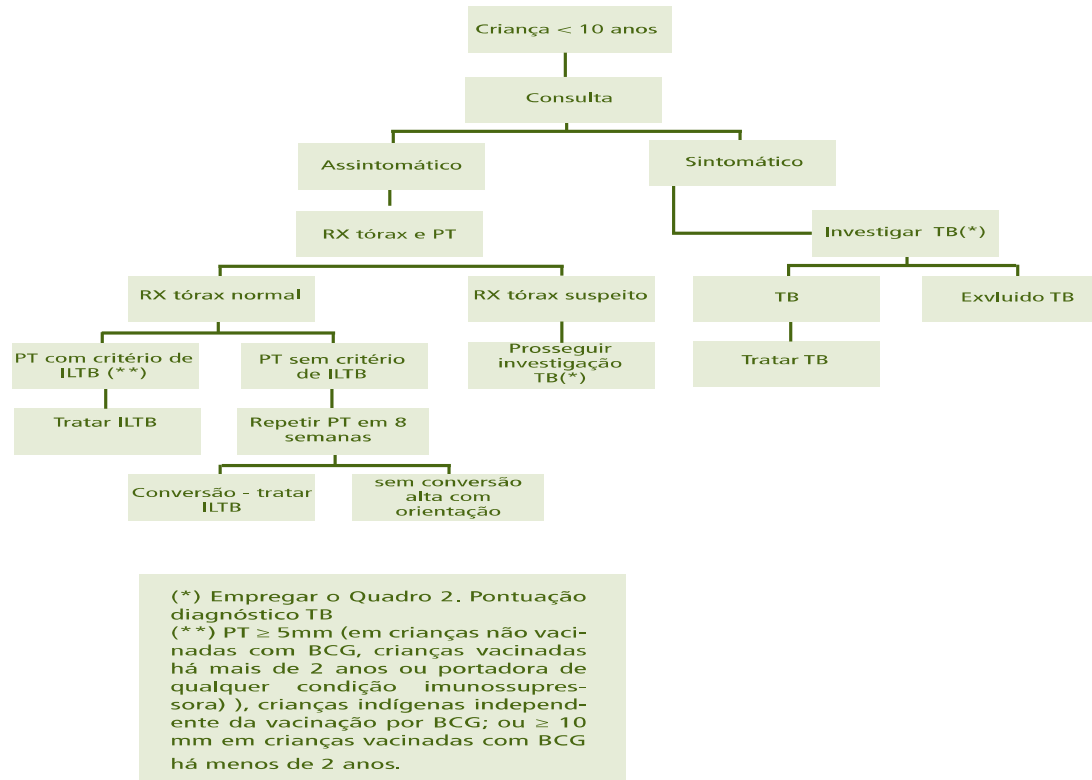 Criança < 10 anos
Consulta
Assintomático
Sintomático
RX tórax e PT
Investigar TB(*)
RX tórax normal
RX tórax suspeito
TB
Exvluido TB
PT com critério de
ILTB (**)
PT sem critério
de ILTB
Prosseguir
investigação
TB(*)
Tratar TB
Tratar ILTB
Repetir PT em 8
semanas
Conversão - tratar
ILTB
sem conversão
alta com
orientação
(*) Empregar o Quadro 2. Pontuação
diagnóstico TB
(**) PT ≥ 5mm (em crianças não vaci-
nadas com BCG, crianças vacinadas
há mais de 2 anos ou portadora de
qualquer condição imunossupres-
sora) ), crianças indígenas independ-
ente da vacinação por BCG; ou ≥ 10
mm em crianças vacinadas com BCG
há menos de 2 anos.